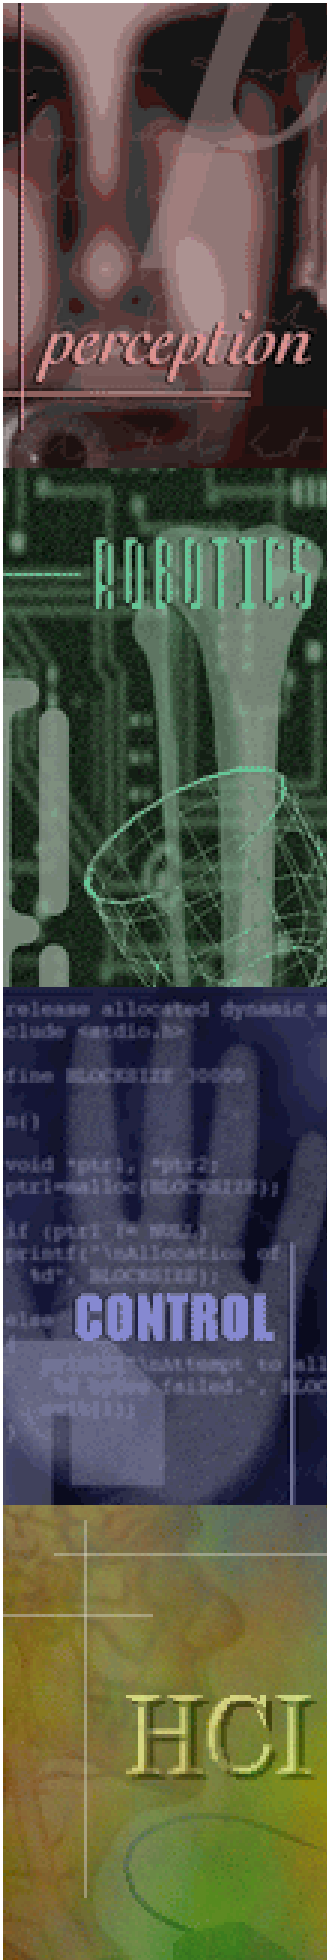 perception
ROBOTICS
release allocated dynamic m
clude <stdio.h>
fine BLOCKSIZE 30000
n()
void *ptr1, *ptr2;
ptr1=malloc(BLOCKSIZE);
if (ptr1 != NULL)
printf("\nAllocation of
%d", BLOCKSIZE);
else
CONTROL
{
\nAttempt to all
%d bytes failed.", BLOC
}
HCI